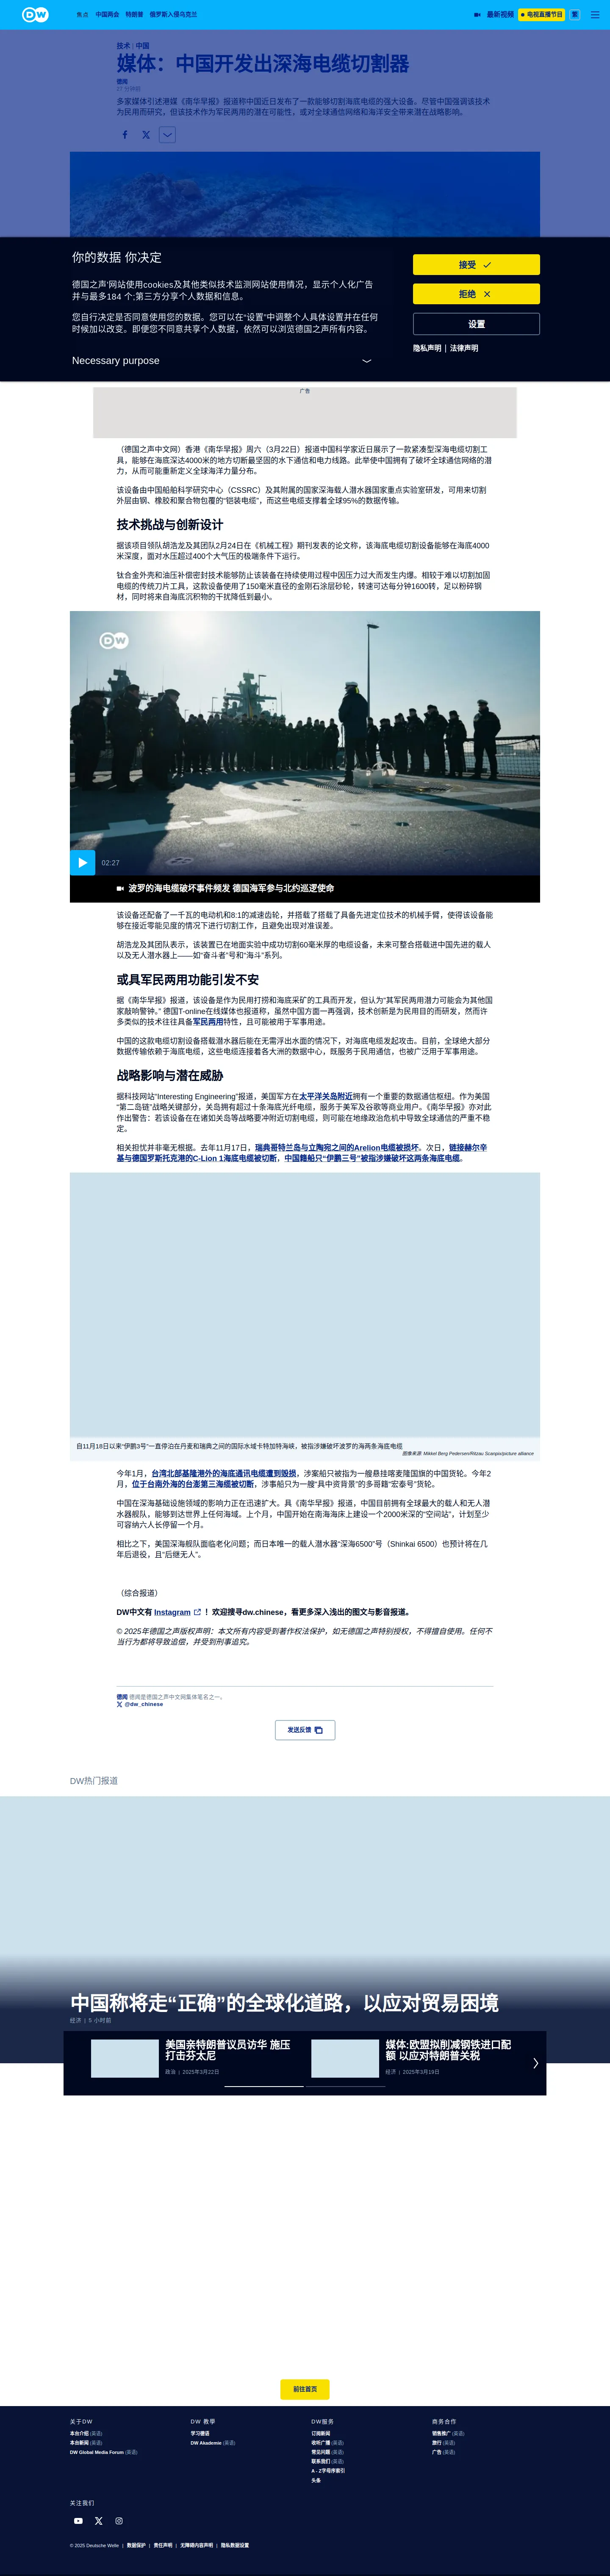 DW
焦点 中国两会 特朗普 俄罗斯入侵乌克兰
最新视频 电视直播节目 繁
技术 | 中国
媒体：中国开发出深海电缆切割器
德闻
27 分钟前
多家媒体引述港媒《南华早报》报道称中国近日发布了一款能够切割海底电缆的强大设备。尽管中国强调该技术
为民用而研究，但该技术作为军民两用的潜在可能性，或对全球通信网络和海洋安全带来潜在战略影响。
你的数据 你决定
德国之声'网站使用cookies及其他类似技术监测网站使用情况，显示个人化广告
并与最多184 个;第三方分享个人数据和信息。
您自行决定是否同意使用您的数据。您可以在“设置”中调整个人具体设置并在任何
时候加以改变。即便您不同意共享个人数据，依然可以浏览德国之声所有内容。
Necessary purpose
接受
拒绝
设置
隐私声明 | 法律声明
广告
（德国之声中文网）香港《南华早报》周六（3月22日）报道中国科学家近日展示了一款紧凑型深海电缆切割工
具，能够在海底深达4000米的地方切断最坚固的水下通信和电力线路。此举使中国拥有了破坏全球通信网络的潜
力，从而可能重新定义全球海洋力量分布。
该设备由中国船舶科学研究中心（CSSRC）及其附属的国家深海载人潜水器国家重点实验室研发，可用来切割
外层由钢、橡胶和聚合物包覆的“铠装电缆”，而这些电缆支撑着全球95%的数据传输。
技术挑战与创新设计
据该项目领队胡浩龙及其团队2月24日在《机械工程》期刊发表的论文称，该海底电缆切割设备能够在海底4000
米深度，面对水压超过400个大气压的极端条件下运行。
钛合金外壳和油压补偿密封技术能够防止该装备在持续使用过程中因压力过大而发生内爆。相较于难以切割加固
电缆的传统刀片工具，这款设备使用了150毫米直径的金刚石涂层砂轮，转速可达每分钟1600转，足以粉碎钢
材，同时将来自海底沉积物的干扰降低到最小。
DW
02:27
波罗的海电缆破坏事件频发 德国海军参与北约巡逻使命
该设备还配备了一千瓦的电动机和8:1的减速齿轮，并搭载了搭载了具备先进定位技术的机械手臂，使得该设备能
够在接近零能见度的情况下进行切割工作，且避免出现对准误差。
胡浩龙及其团队表示，该装置已在地面实验中成功切割60毫米厚的电缆设备，未来可整合搭载进中国先进的载人
以及无人潜水器上——如“奋斗者”号和“海斗”系列。
或具军民两用功能引发不安
据《南华早报》报道，该设备是作为民用打捞和海底采矿的工具而开发，但认为“其军民两用潜力可能会为其他国
家敲响警钟。” 德国T-online在线媒体也报道称，虽然中国方面一再强调，技术创新是为民用目的而研发，然而许
多类似的技术往往具备军民两用特性，且可能被用于军事用途。
中国的这款电缆切割设备搭载潜水器后能在无需浮出水面的情况下，对海底电缆发起攻击。目前，全球绝大部分
数据传输依赖于海底电缆，这些电缆连接着各大洲的数据中心，既服务于民用通信，也被广泛用于军事用途。
战略影响与潜在威胁
据科技网站“Interesting Engineering”报道，美国军方在太平洋关岛附近拥有一个重要的数据通信枢纽。作为美国
“第二岛链”战略关键部分，关岛拥有超过十条海底光纤电缆，服务于美军及谷歌等商业用户。《南华早报》亦对此
作出警告：若该设备在在诸如关岛等战略要冲附近切割电缆，则可能在地缘政治危机中导致全球通信的严重不稳
定。
相关担忧并非毫无根据。去年11月17日，瑞典哥特兰岛与立陶宛之间的Arelion电缆被损坏。次日，链接赫尔辛
基与德国罗斯托克港的C-Lion 1海底电缆被切断，中国籍船只“伊鹏三号”被指涉嫌破坏这两条海底电缆。
自11月18日以来“伊鹏3号”一直停泊在丹麦和瑞典之间的国际水域卡特加特海峡，被指涉嫌破坏波罗的海两条海底电缆
图像来源: Mikkel Berg Pedersen/Ritzau Scanpix/picture alliance
今年1月，台湾北部基隆港外的海底通讯电缆遭到毁损，涉案船只被指为一艘悬挂喀麦隆国旗的中国货轮。今年2
月，位于台南外海的台澎第三海缆被切断，涉事船只为一艘“具中资背景”的多哥籍“宏泰号”货轮。
中国在深海基础设施领域的影响力正在迅速扩大。具《南华早报》报道，中国目前拥有全球最大的载人和无人潜
水器舰队，能够到达世界上任何海域。上个月，中国开始在南海海床上建设一个2000米深的“空间站”，计划至少
可容纳六人长停留一个月。
相比之下，美国深海舰队面临老化问题；而日本唯一的载人潜水器“深海6500”号（Shinkai 6500）也预计将在几
年后退役，且“后继无人”。
（综合报道）
DW中文有 Instagram ！ 欢迎搜寻dw.chinese，看更多深入浅出的图文与影音报道。
© 2025年德国之声版权声明：本文所有内容受到著作权法保护，如无德国之声特别授权，不得擅自使用。任何不
当行为都将导致追偿，并受到刑事追究。
德闻 德闻是德国之声中文网集体笔名之一。
@dw_chinese
发送反馈
DW热门报道
中国称将走“正确”的全球化道路，以应对贸易困境
经济 | 5 小时前
美国亲特朗普议员访华 施压
打击芬太尼
政治 | 2025年3月22日
媒体:欧盟拟削减钢铁进口配
额 以应对特朗普关税
经济 | 2025年3月19日
前往首页
关于DW
本台介绍 (英语)
本台新闻 (英语)
DW Global Media Forum (英语)
DW 教學
学习德语
DW Akademie (英语)
DW服务
订阅新闻
收听广播 (英语)
常见问题 (英语)
联系我们 (英语)
A - Z字母序索引
头条
商务合作
销售推广 (英语)
旅行 (英语)
广告 (英语)
关注我们
© 2025 Deutsche Welle | 数据保护 | 责任声明 | 无障碍内容声明 | 隐私数据设置